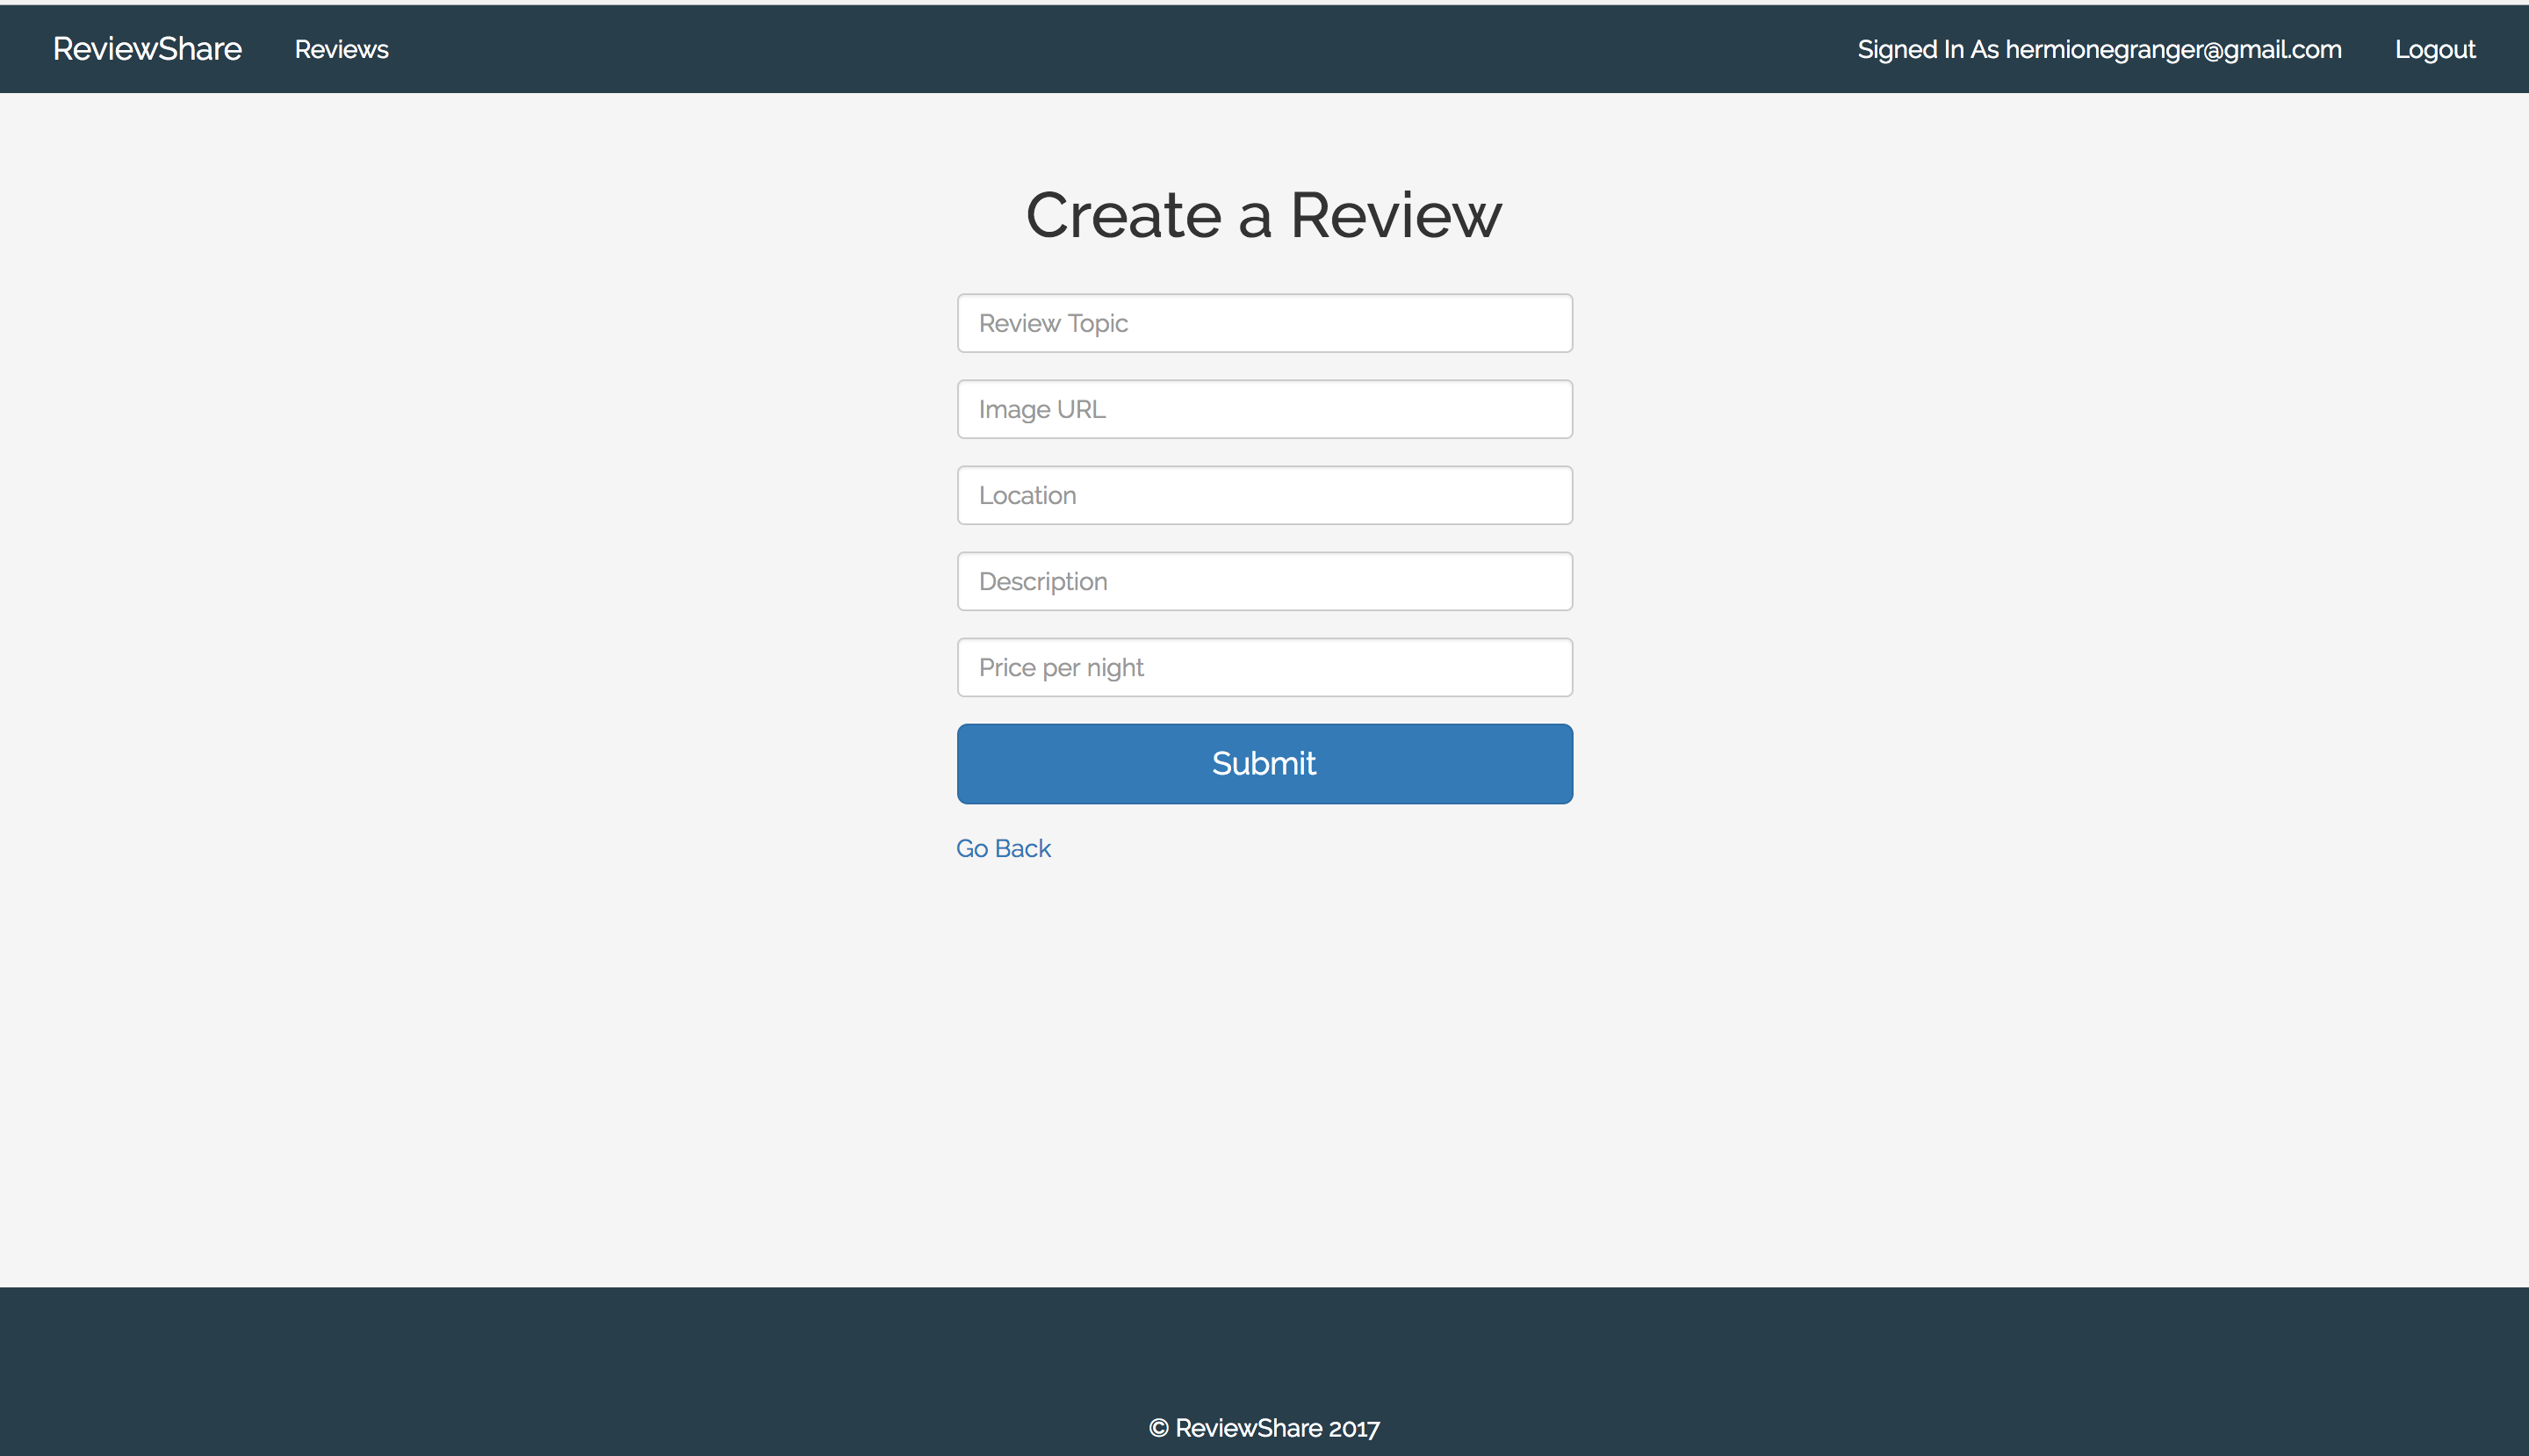 ReviewShare Reviews Signed In As hermionegranger@gmail.com Logout
Create a Review
Review Topic
Image URL
Location
Description
Price per night
Submit
Go Back
© ReviewShare 2017